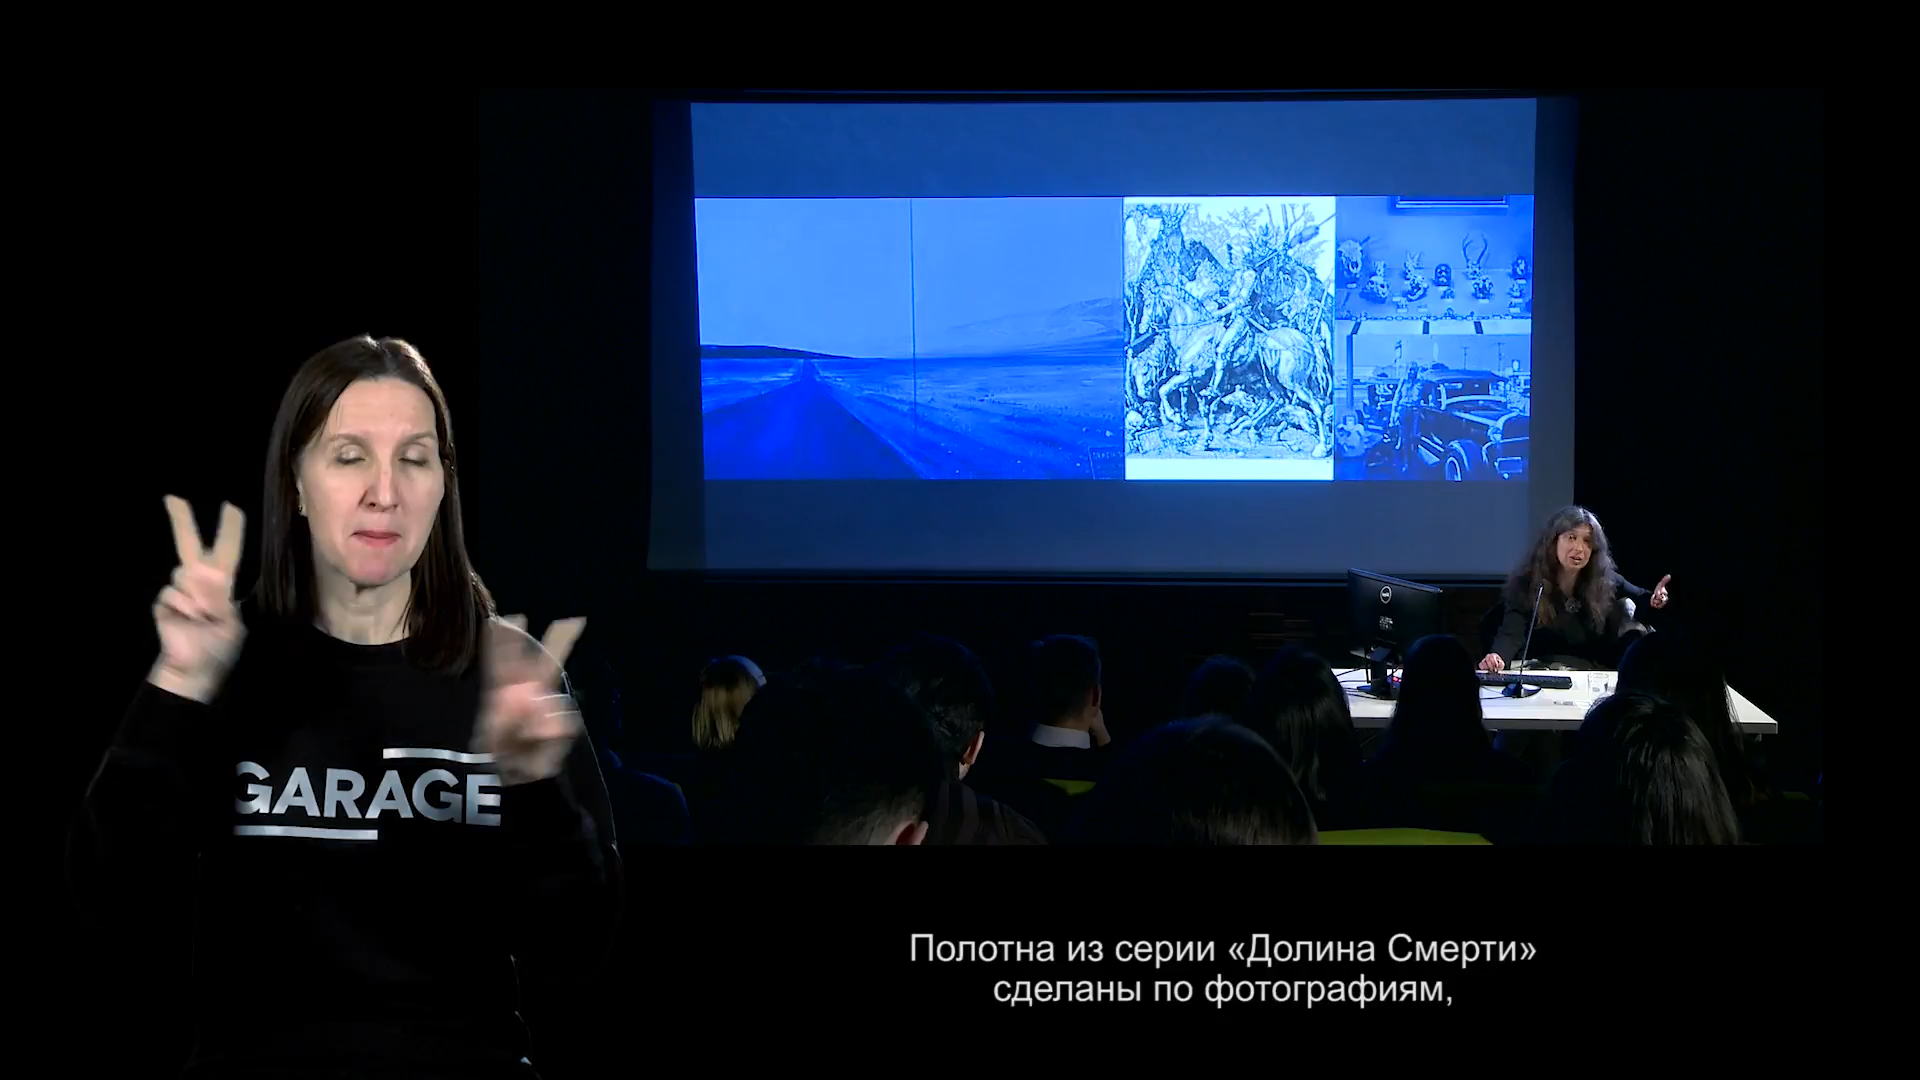 GARAGE
Полотна из серии «Долина Смерти»
сделаны по фотографиям,